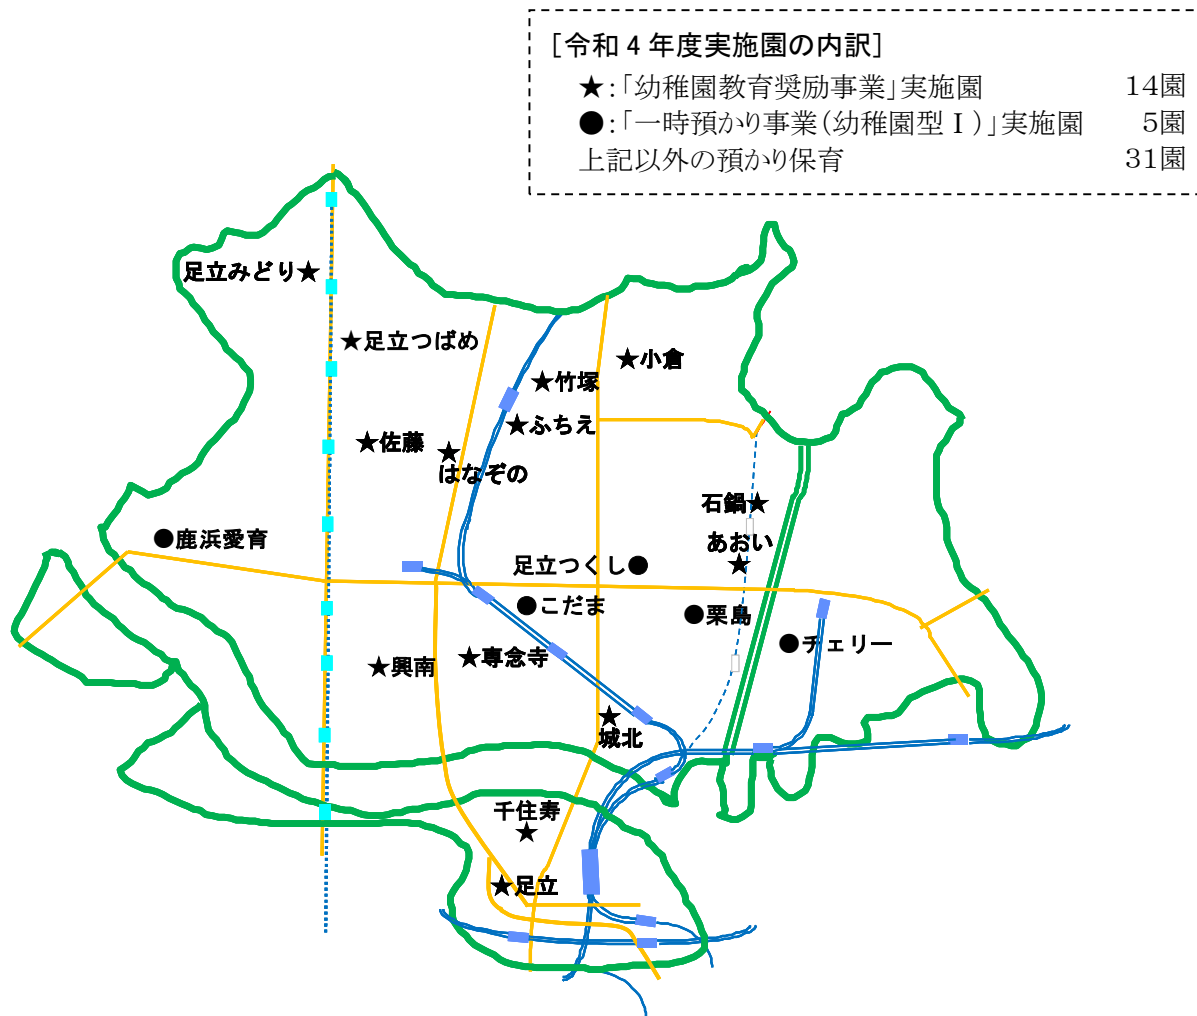 [令和4年度実施園の内訳]
★:「幼稚園教育奨励事業」実施園 14園
●:「一時預かり事業(幼稚園型Ⅰ)」実施園 5園
上記以外の預かり保育 31園
足立みどり★
★足立つばめ
★小倉
★竹塚
★ふちえ
★佐藤
★
はなぞの
石鍋★
●鹿浜愛育
あおい
★
足立つくし●
●こだま
●栗島
●チェリー
★興南
★専念寺
★
城北
千住寿
★
★足立